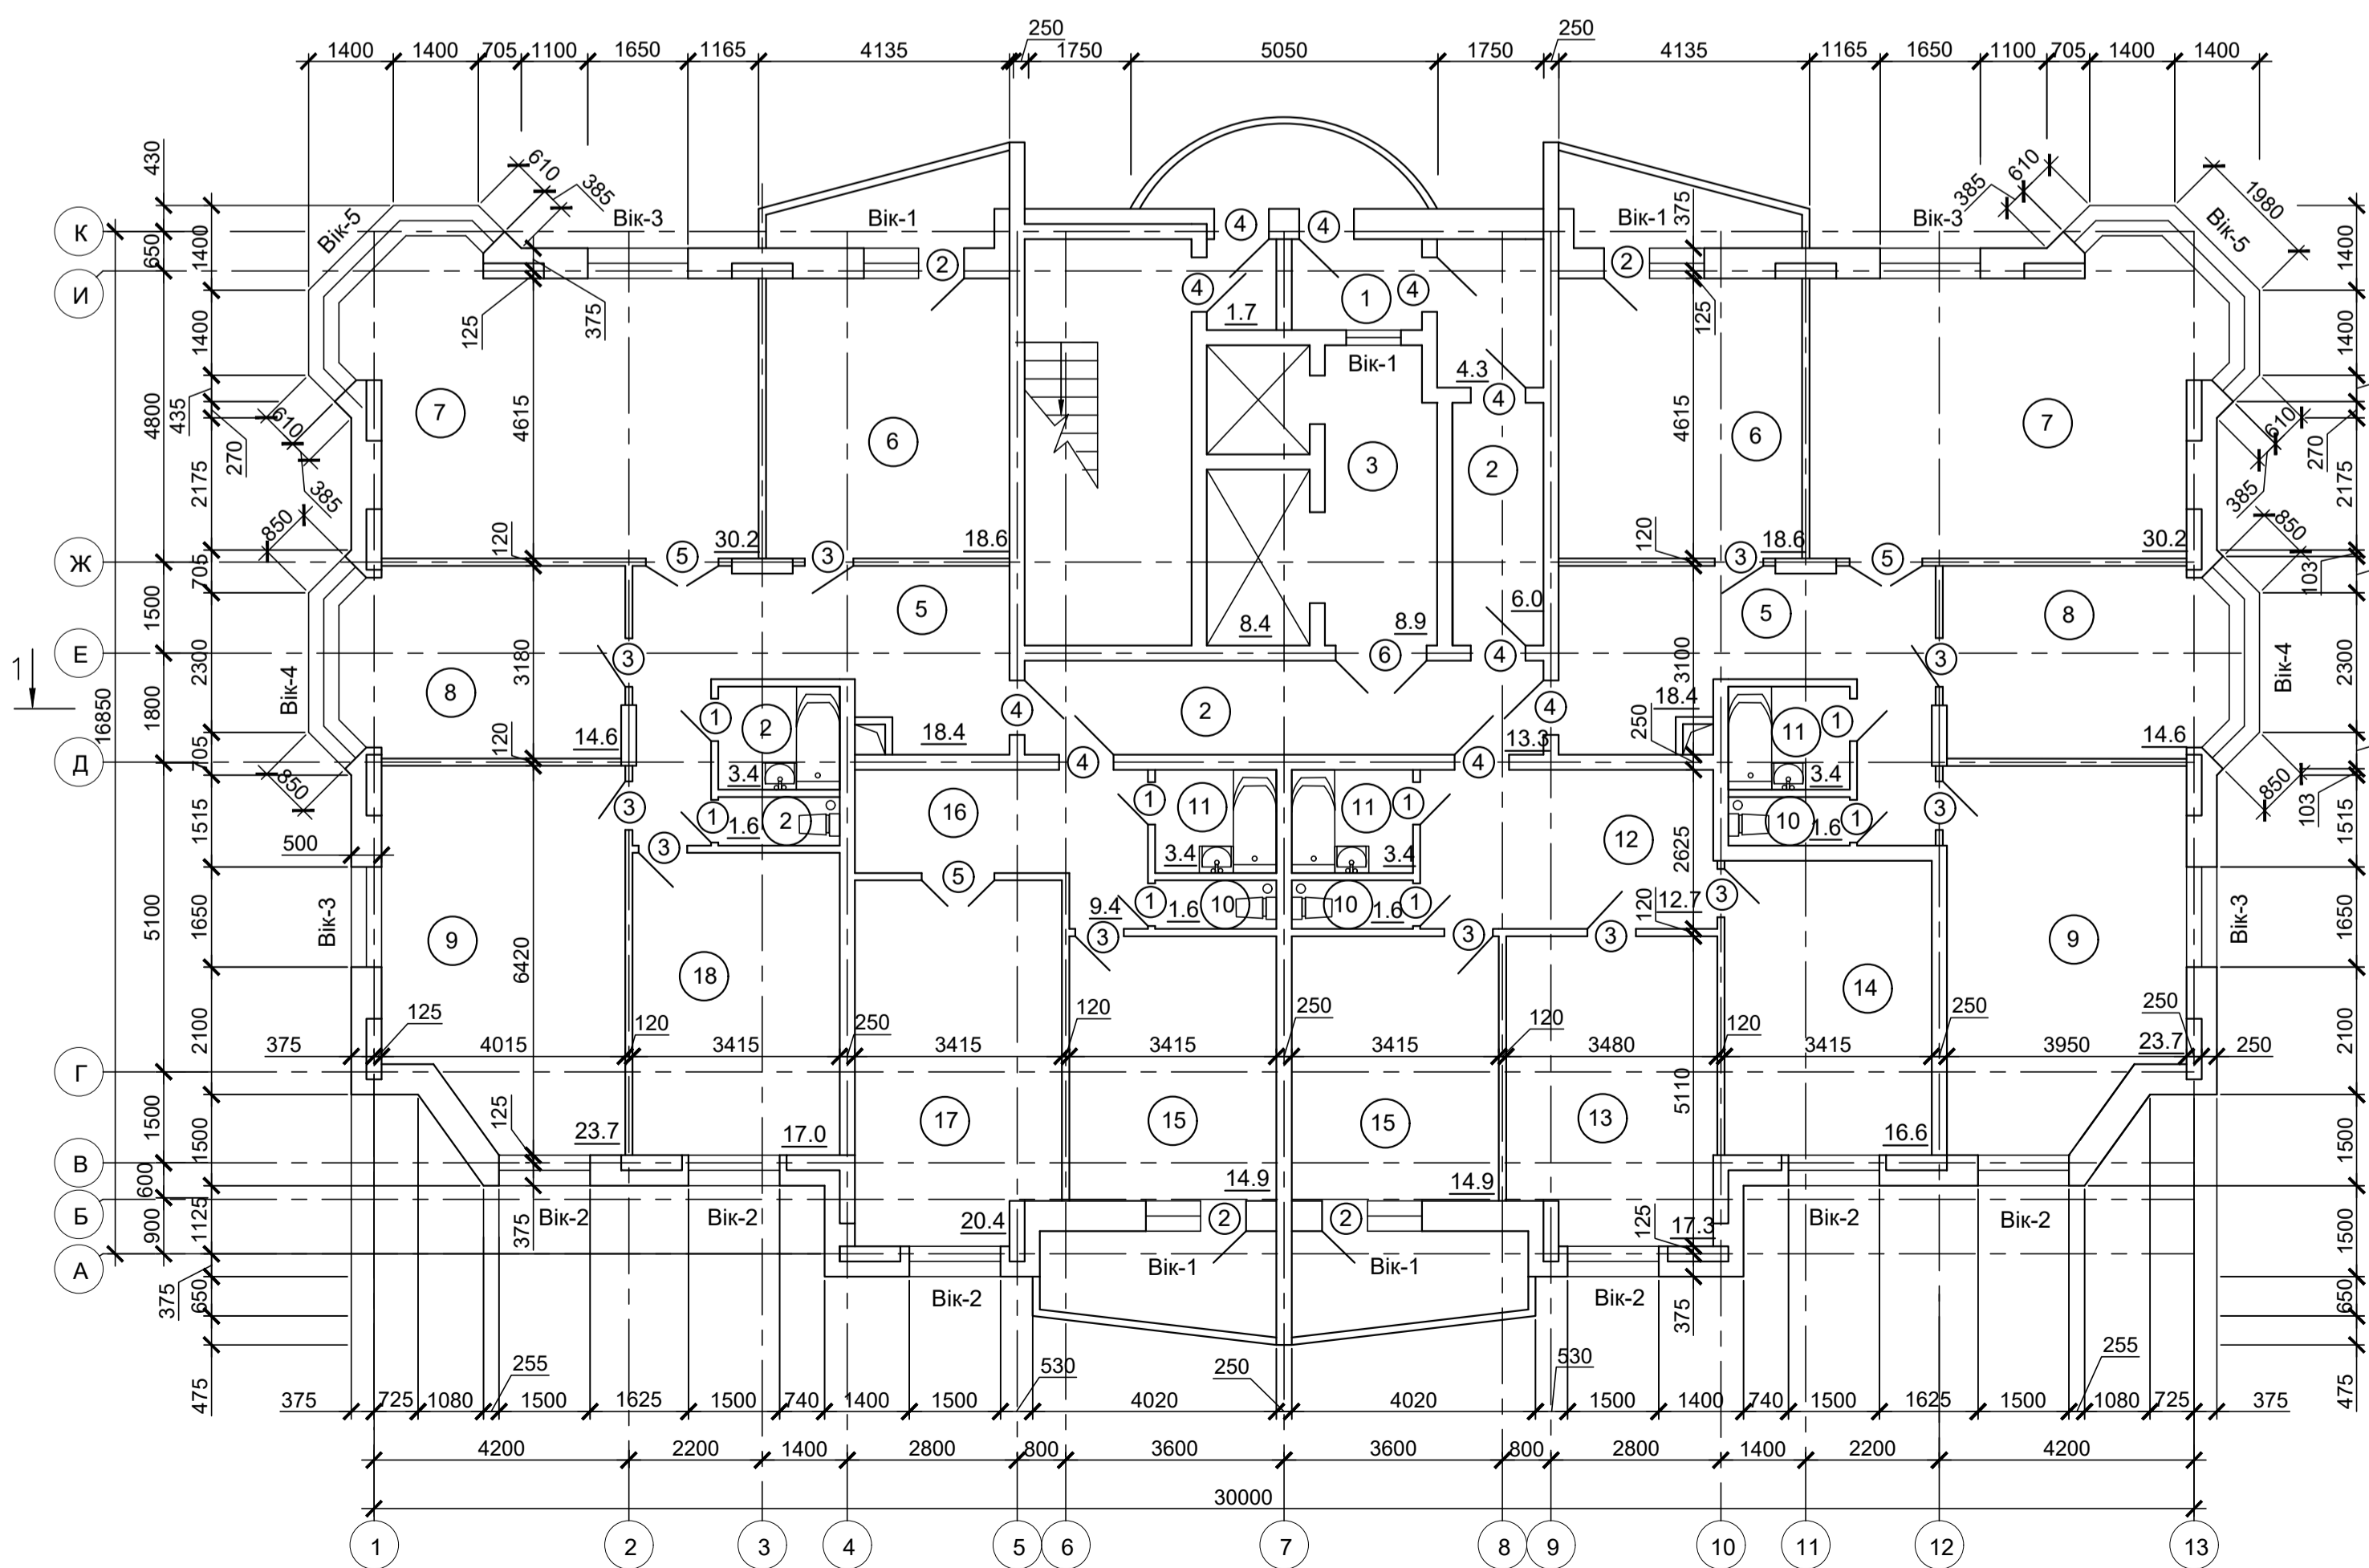 250 250
1400 1400 705 1100 1650 1165 4135 1750 5050 1750 4135 1165 1650 1100 705 1400 1400
430 610 385 Вік-5 Вік-3 Вік-1 4 4 Вік-1 375 Вік-3 385 610 1980 Вік-5
К 650 1400 2 2 1400
И 125 375 4 1.7 1 4 125
4800 435 1400 Вік-1 4.3 4 1400
270 610 7 4615 6 3 2 4615 6 7 610 270
2175 385 850 385 850 2175
Ж 705 120 5 30.2 3 18.6 120 3 18.6 5 30.2 103
1500 5 8.4 8.9 6.0 5 8
Е 2300 3 6 4 3100 3 2300
1 Вік-4 8 3180 Вік-4
16850 1800 1 2 18.4 4 2 4 13.3 250 18.4 11 1 14.6
Д 705 850 120 14.6 3.4 4 4 3.4 850 103
1515 3 1 1.6 2 16 1 11 11 1 12 10 1.6 1 3 1515
500 3 5 3.4 3.4 2625
5100 1650 Вік-3 9 6420 18 9.4 1 1.6 10 10 1.6 1 120 12.7 3 9 Вік-3 1650
3 3 3 14
2100 125 120 250 120 250 120 120 250 250 2100
375 4015 3415 3415 3415 3415 3480 3415 3950 23.7 250
Г
1500 1500 125 17 15 15 13 5110 1500
В 23.7 17.0 16.6
600 14.9 14.9
Б 900 1125 375 Вік-2 Вік-2 20.4 2 2 125 17.3 Вік-2 Вік-2 1500
А Вік-1 Вік-1
375 650 Вік-2 Вік-2 375 650
475 255 530 250 530 255 475
375 725 1080 1500 1625 1500 740 1400 1500 4020 4020 1500 1400 740 1500 1625 1500 1080 725 375
4200 2200 1400 2800 800 3600 3600 800 2800 1400 2200 4200
30000
1 2 3 4 5 6 7 8 9 10 11 12 13